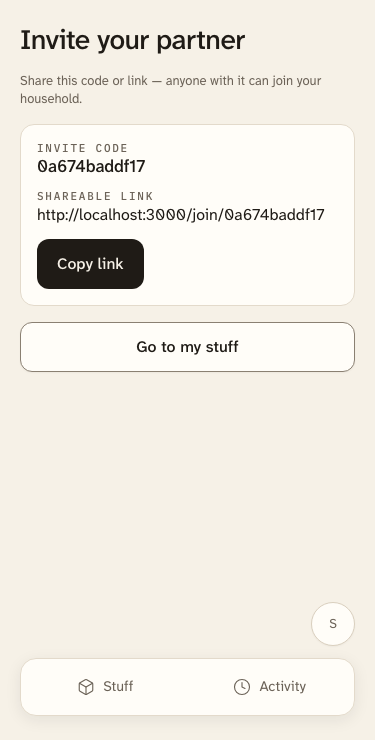 Invite your partner
Share this code or link — anyone with it can join your
household.
INVITE CODE
0a674baddf17
SHAREABLE LINK
http://localhost:3000/join/0a674baddf17
Copy link
Go to my stuff
S
Stuff
Activity